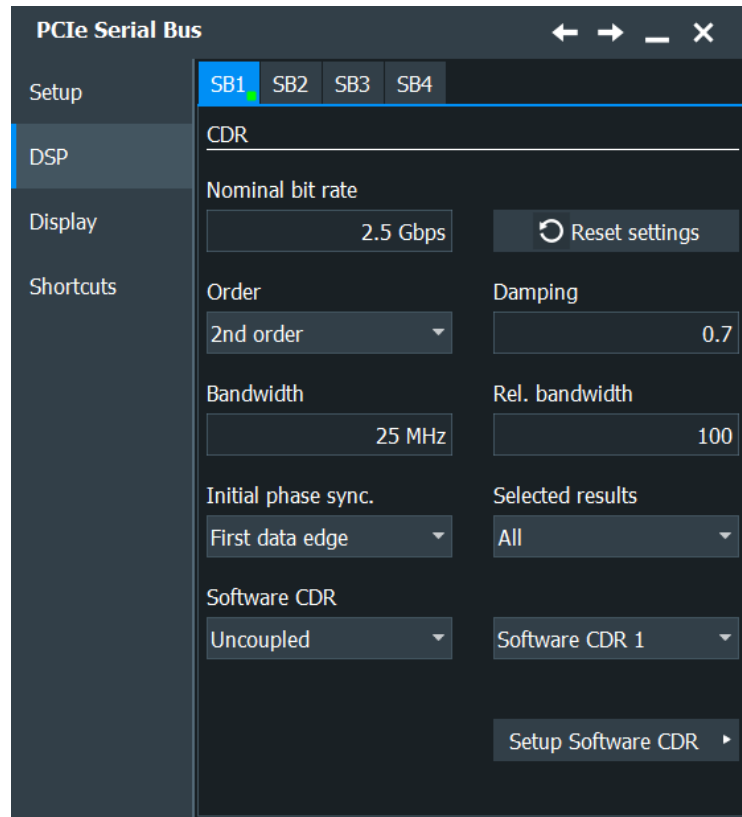 PCIe Serial Bus
Setup
DSP
Display
Shortcuts
SB1 SB2 SB3 SB4
CDR
Nominal bit rate
2.5 Gbps Reset settings
Order Damping
2nd order 0.7
Bandwidth Rel. bandwidth
25 MHz 100
Initial phase sync. Selected results
First data edge All
Software CDR
Uncoupled Software CDR 1
Setup Software CDR